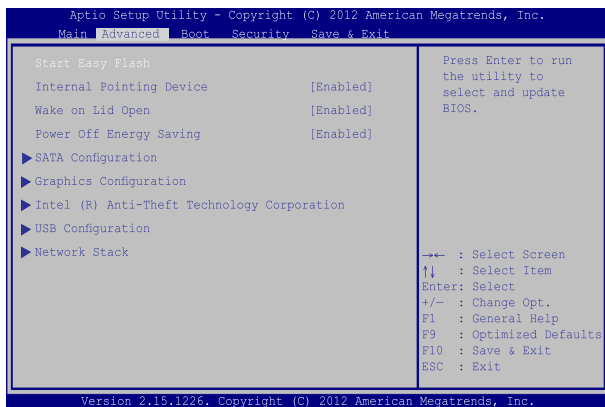 Aptio Setup Utility - Copyright (C) 2012 American Megatrends, Inc.
Main Advanced Boot Security Save & Exit
Start Easy Flash
Internal Pointing Device [Enabled]
Wake on Lid Open [Enabled]
Power Off Energy Saving [Enabled]
SATA Configuration
Graphics Configuration
Intel (R) Anti-Theft Technology Corporation
USB Configuration
Network Stack
Press Enter to run
the utility to
select and update
BIOS.
→← : Select Screen
↑↓ : Select Item
Enter: Select
+/— : Change Opt.
F1 : General Help
F9 : Optimized Defaults
F10 : Save & Exit
ESC : Exit
Version 2.15.1226. Copyright (C) 2012 American Megatrends, Inc.